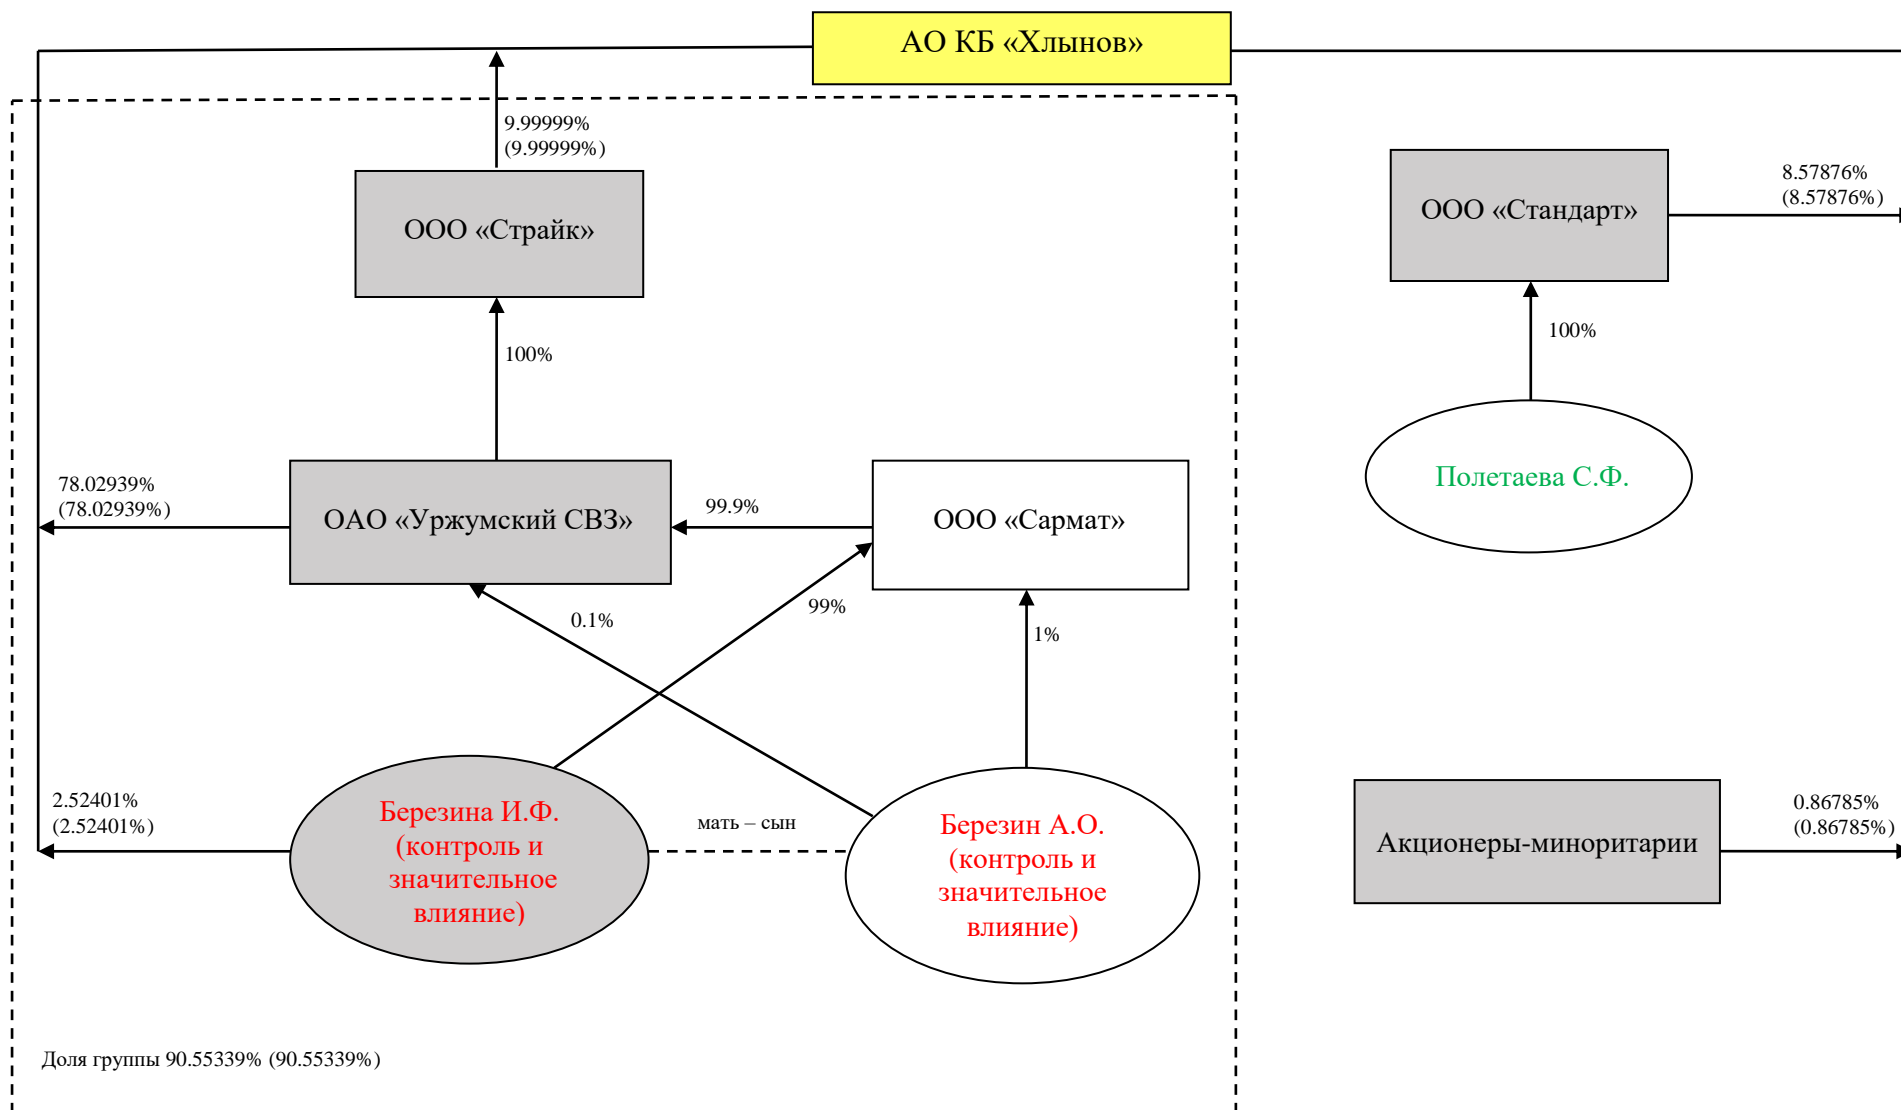 АО КБ «Хлынов»
9.99999%
(9.99999%)
ООО «Страйк»
ООО «Стандарт»
8.57876%
(8.57876%)
100%
100%
Полетаева С.Ф.
78.02939%
(78.02939%)
ОАО «Уржумский СВЗ»
99.9%
ООО «Сармат»
0.1%
99%
1%
2.52401%
(2.52401%)
Березина И.Ф.
(контроль и
значительное
влияние)
мать – сын
Березин А.О.
(контроль и
значительное
влияние)
Акционеры-миноритарии
0.86785%
(0.86785%)
Доля группы 90.55339% (90.55339%)